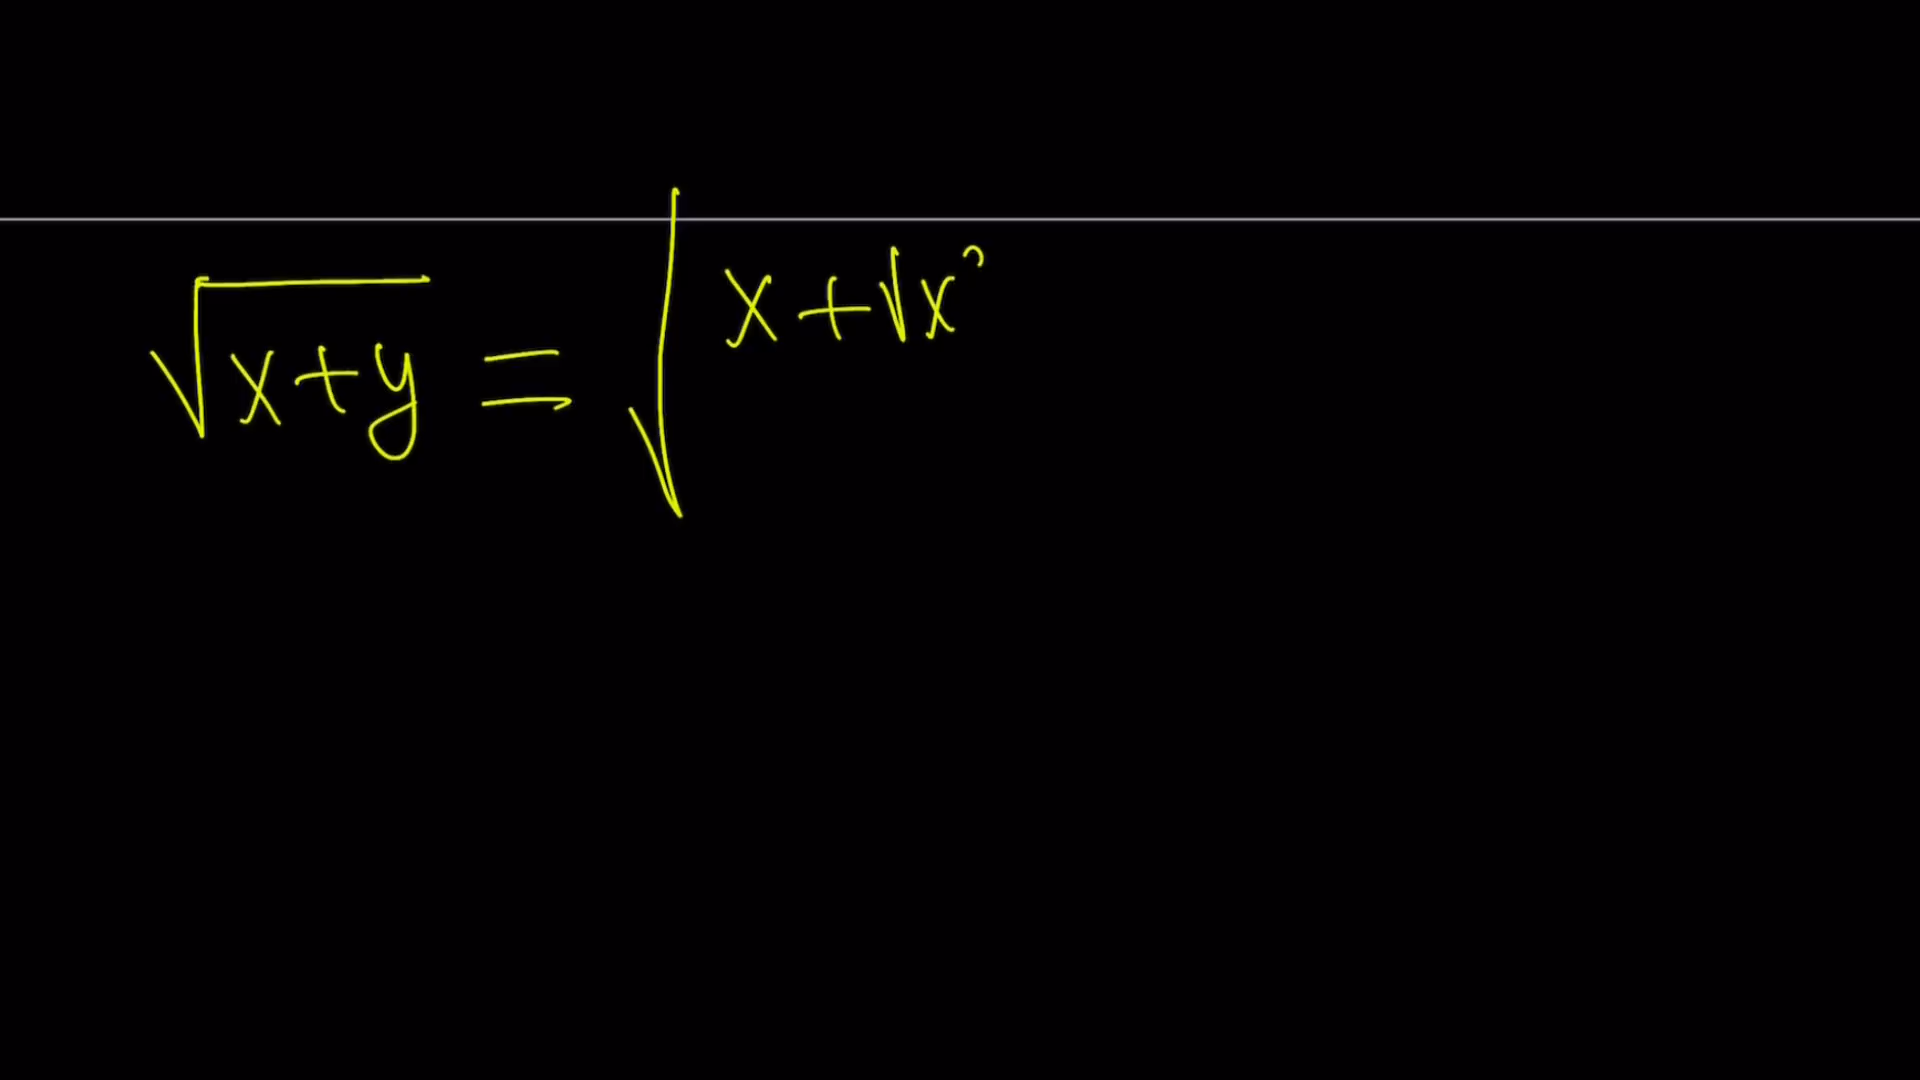 √x+y = √x+√x²